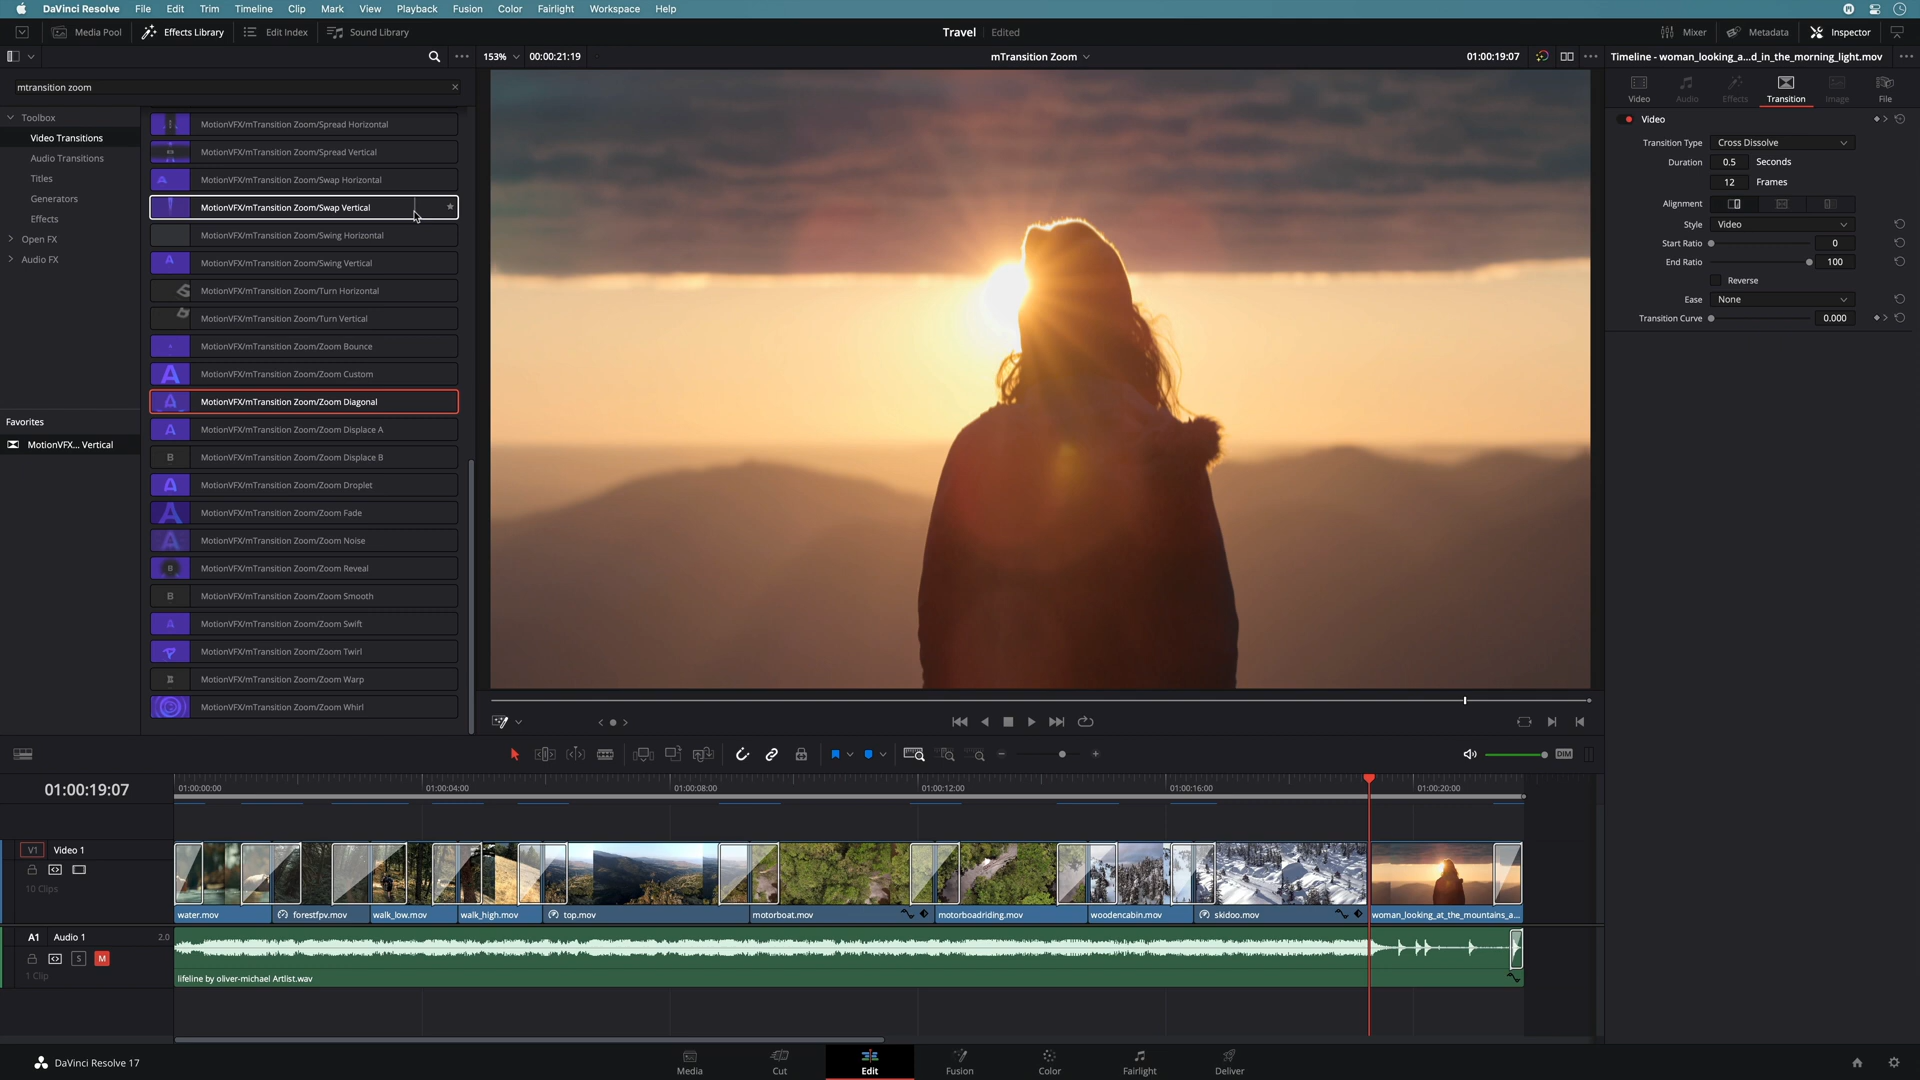 DaVinci Resolve File Edit Trim Timeline Clip Mark View Playback Fusion Color Fairlight Workspace Help
Media Pool Effects Library Edit Index Sound Library Travel Edited Mixer Metadata Inspector
153% 00:00:21:19 mTransition Zoom 01:00:19:07 Timeline - woman_looking_a...d_in_the_morning_light.mov
mtransition zoom
Toolbox
Video Transitions
Audio Transitions
Titles
Generators
Effects
Open FX
Audio FX
Favorites
MotionVFX... Vertical
MotionVFX/mTransition Zoom/Spread Horizontal
MotionVFX/mTransition Zoom/Spread Vertical
MotionVFX/mTransition Zoom/Swap Horizontal
MotionVFX/mTransition Zoom/Swap Vertical
MotionVFX/mTransition Zoom/Swing Horizontal
MotionVFX/mTransition Zoom/Swing Vertical
MotionVFX/mTransition Zoom/Turn Horizontal
MotionVFX/mTransition Zoom/Turn Vertical
MotionVFX/mTransition Zoom/Zoom Bounce
MotionVFX/mTransition Zoom/Zoom Custom
MotionVFX/mTransition Zoom/Zoom Diagonal
MotionVFX/mTransition Zoom/Zoom Displace A
MotionVFX/mTransition Zoom/Zoom Displace B
MotionVFX/mTransition Zoom/Zoom Droplet
MotionVFX/mTransition Zoom/Zoom Fade
MotionVFX/mTransition Zoom/Zoom Noise
MotionVFX/mTransition Zoom/Zoom Reveal
MotionVFX/mTransition Zoom/Zoom Smooth
MotionVFX/mTransition Zoom/Zoom Swift
MotionVFX/mTransition Zoom/Zoom Twirl
MotionVFX/mTransition Zoom/Zoom Warp
MotionVFX/mTransition Zoom/Zoom Whirl
Video Audio Effects Transition Image File
Video
Transition Type Cross Dissolve
Duration 0.5 Seconds
12 Frames
Alignment
Style Video
Start Ratio 0
End Ratio 100
Reverse
Ease None
Transition Curve 0.000
DIM
01:00:19:07 01:00:00:00 01:00:04:00 01:00:08:00 01:00:12:00 01:00:16:00 01:00:20:00
V1 Video 1
10 Clips
water.mov forestfpv.mov walk_low.mov walk_high.mov top.mov motorboat.mov motorboadriding.mov woodencabin.mov skidoo.mov woman_looking_at_the_mountains_a...
A1 Audio 1 2.0
S M
1 Clip
lifeline by oliver-michael Artlist.wav
DaVinci Resolve 17 Media Cut Edit Fusion Color Fairlight Deliver